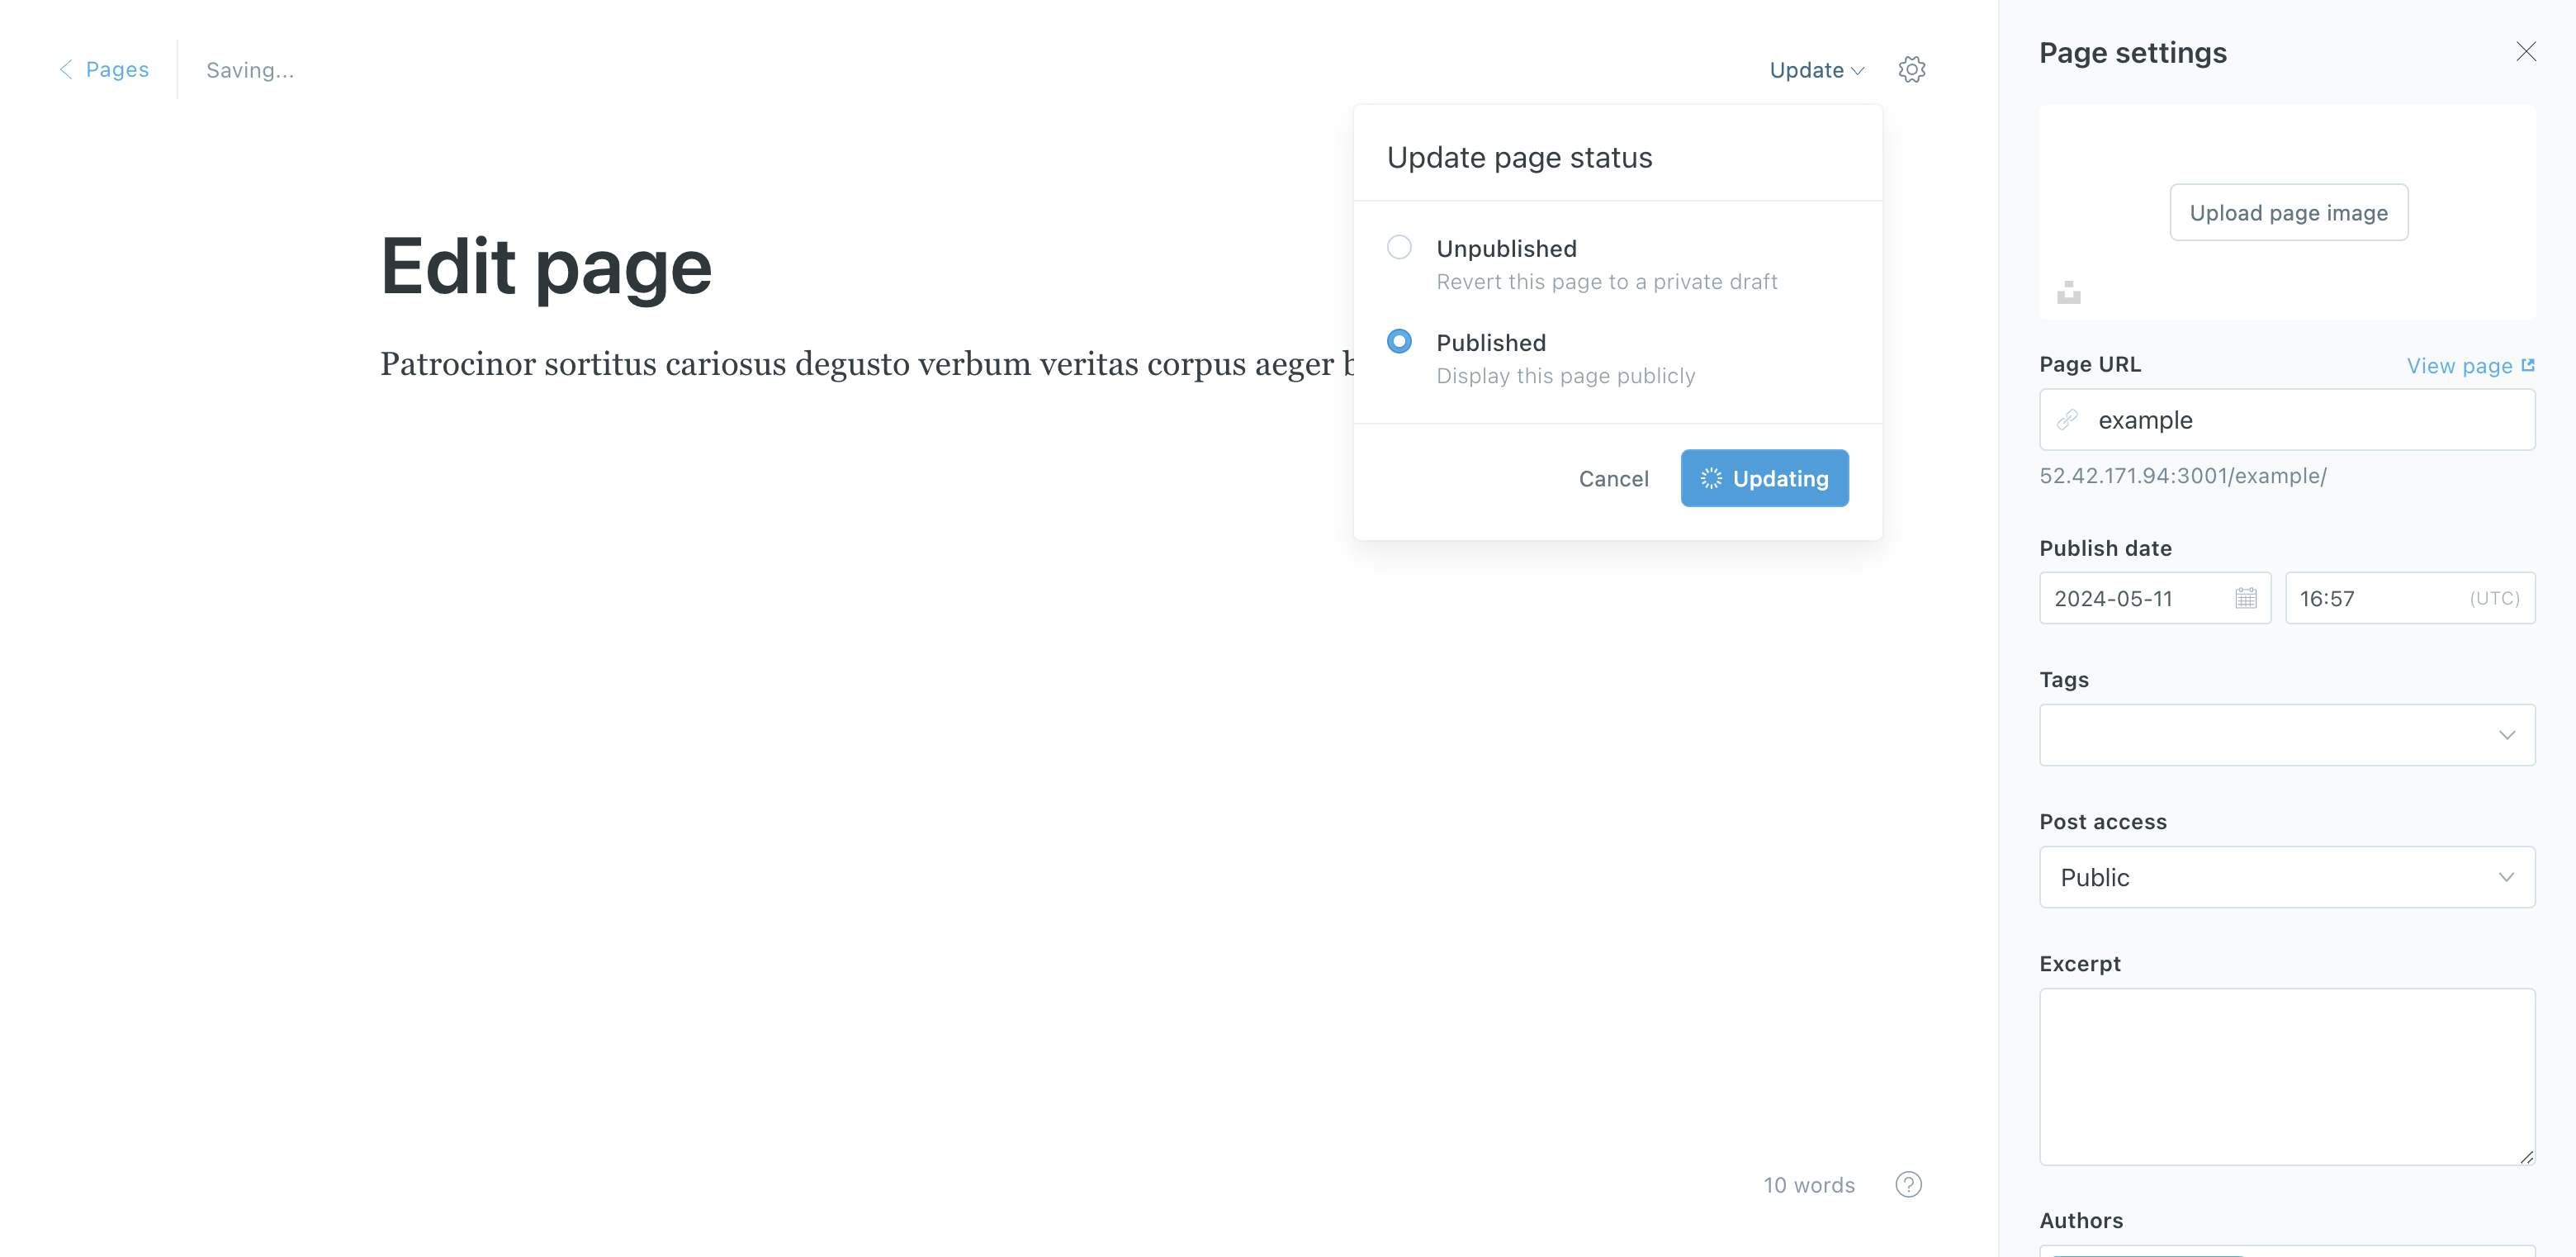 Pages
Saving...
Update
Update page status
Unpublished
Revert this page to a private draft
Published
Display this page publicly
Cancel
Updating
Edit page
Patrocinor sortitus cariosus degusto verbum veritas corpus aeger
10 words
?
Page settings
Upload page image
Page URL
View page
example
52.42.171.94:3001/example/
Publish date
2024-05-11
16:57
(UTC)
Tags
Post access
Public
Excerpt
Authors